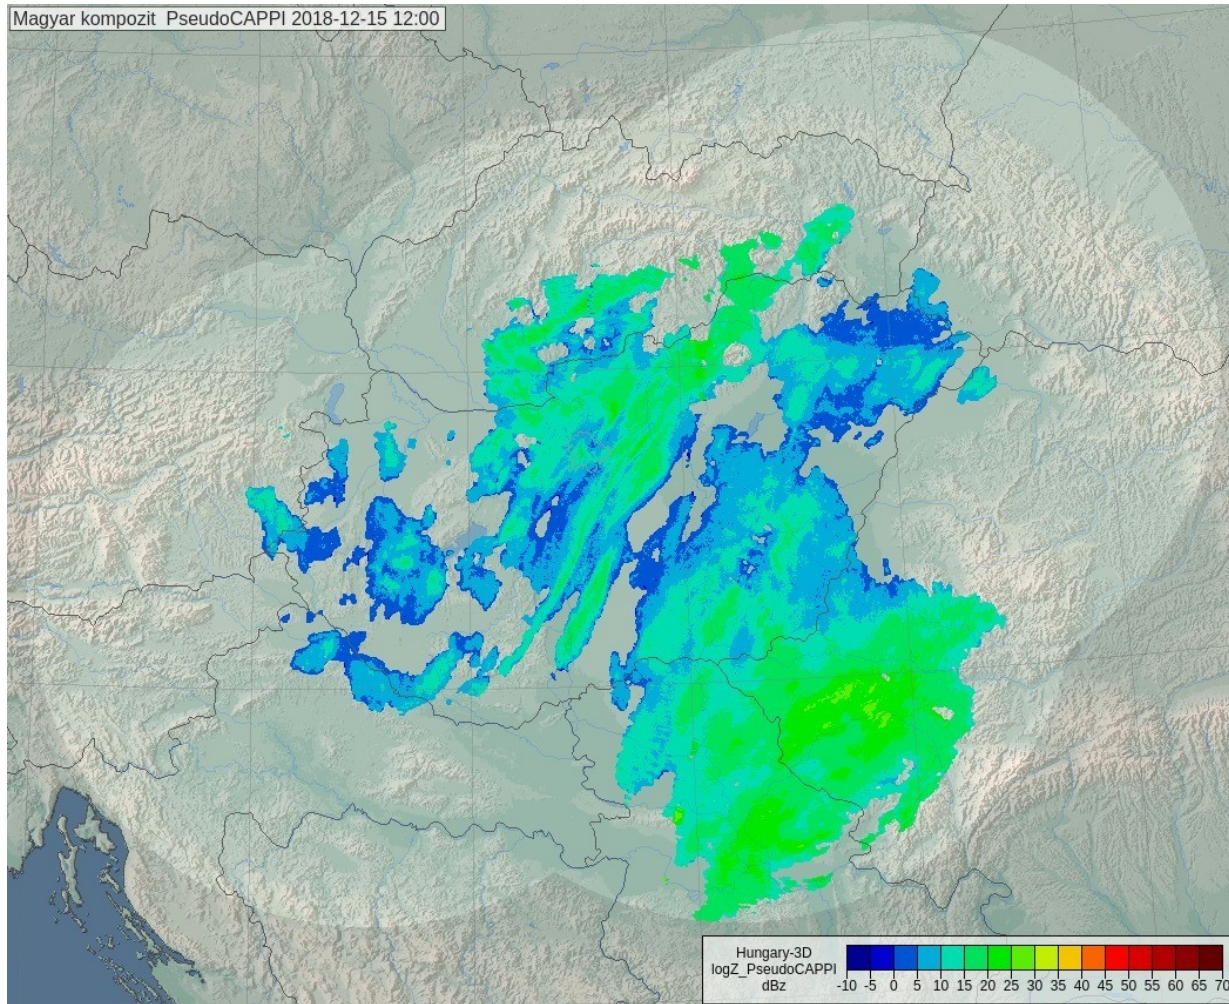 Magyar kompozit PseudoCAPPI 2018-12-15 12:00
Hungary-3D
logZ_PseudoCAPPI
dBz
-10 -5 0 5 10 15 20 25 30 35 40 45 50 55 60 65 70